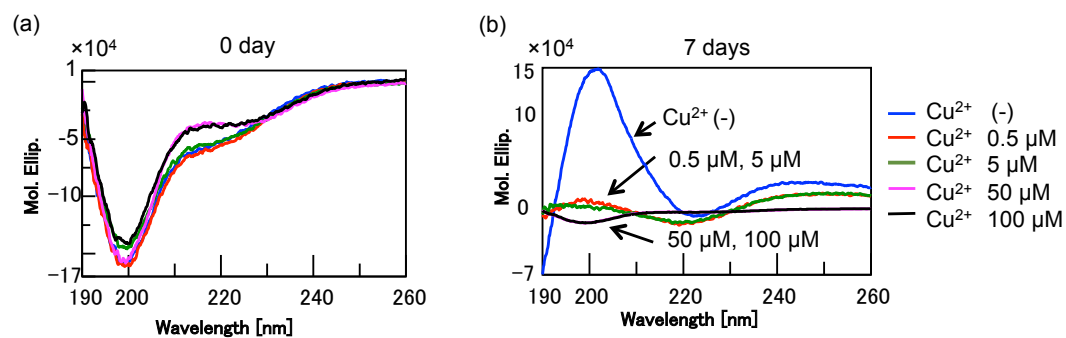 (a)
0 day
×10⁴
1
−5
−10
−17
Mol. Ellip.
190 200 220 240 260
Wavelength [nm]
(b)
7 days
×10⁴
15
10
0
−7
Mol. Ellip.
Cu²⁺ (-)
0.5 µM, 5 µM
50 µM, 100 µM
190 200 220 240 260
Wavelength [nm]
Cu²⁺ (-)
Cu²⁺ 0.5 µM
Cu²⁺ 5 µM
Cu²⁺ 50 µM
Cu²⁺ 100 µM